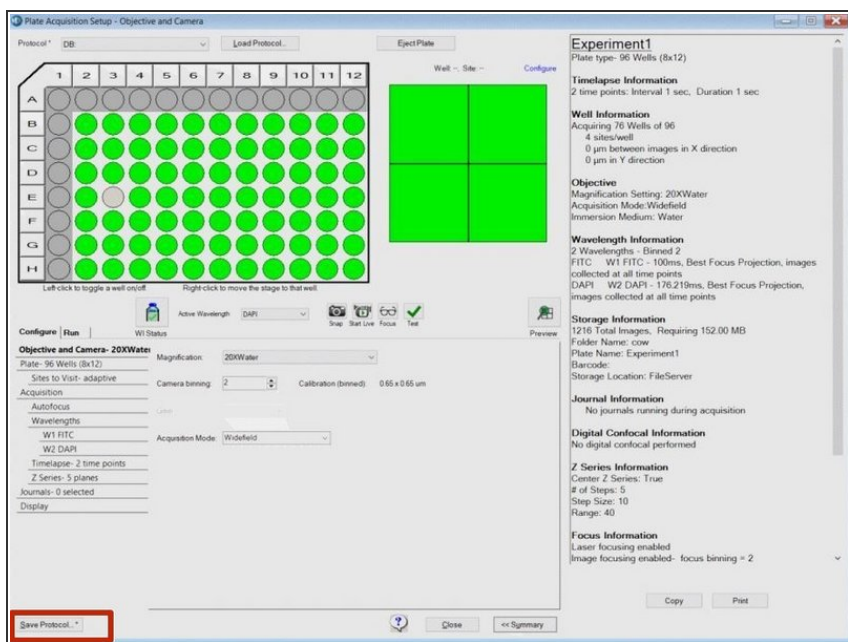 Plate Acquisition Setup - Objective and Camera
Protocol * DB: Load Protocol.. Eject Plate
Well: --, Site: -- Configure
1 2 3 4 5 6 7 8 9 10 11 12
A
B
C
D
E
F
G
H
Left-click to toggle a well on/off Right-click to move the stage to that well
WI Status
Active Wavelength DAPI
Snap Start Live Focus Test
Preview
Configure Run
Objective and Camera- 20XWater
Plate- 96 Wells (8x12)
Sites to Visit- adaptive
Acquisition
Autofocus
Wavelengths
W1 FITC
W2 DAPI
Timelapse- 2 time points
Z Series- 5 planes
Journals- 0 selected
Display
Magnification: 20XWater
Camera binning: 2 Calibration (binned): 0.65 x 0.65 um
Acquisition Mode: Widefield
Save Protocol.. *
Close << Summary
Experiment1
Plate type- 96 Wells (8x12)
Timelapse Information
2 time points: Interval 1 sec, Duration 1 sec
Well Information
Acquiring 76 Wells of 96
4 sites/well
0 µm between images in X direction
0 µm in Y direction
Objective
Magnification Setting: 20XWater
Acquisition Mode:Widefield
Immersion Medium: Water
Wavelength Information
2 Wavelengths - Binned 2
FITC W1 FITC - 100ms, Best Focus Projection, images
collected at all time points
DAPI W2 DAPI - 176.219ms, Best Focus Projection,
images collected at all time points
Storage Information
1216 Total Images, Requiring 152.00 MB
Folder Name: cow
Plate Name: Experiment1
Barcode:
Storage Location: FileServer
Journal Information
No journals running during acquisition
Digital Confocal Information
No digital confocal performed
Z Series Information
Center Z Series: True
# of Steps: 5
Step Size: 10
Range: 40
Focus Information
Laser focusing enabled
Image focusing enabled- focus binning = 2
Copy Print